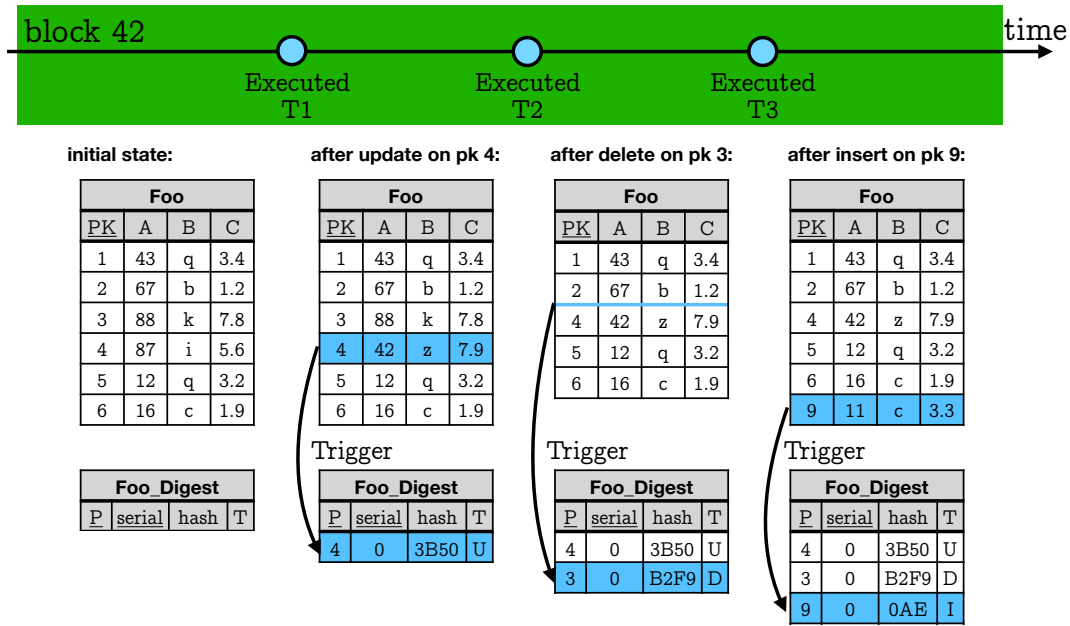 block 42
time
Executed Executed Executed
T1 T2 T3
initial state: after update on pk 4: after delete on pk 3: after insert on pk 9:
Foo Foo Foo Foo
PK A B C PK A B C PK A B C PK A B C
1 43 q 3.4 1 43 q 3.4 1 43 q 3.4 1 43 q 3.4
2 67 b 1.2 2 67 b 1.2 2 67 b 1.2 2 67 b 1.2
3 88 k 7.8 3 88 k 7.8 4 42 z 7.9 4 42 z 7.9
4 87 i 5.6 4 42 z 7.9 5 12 q 3.2 5 12 q 3.2
5 12 q 3.2 5 12 q 3.2 6 16 c 1.9 6 16 c 1.9
6 16 c 1.9 6 16 c 1.9 9 11 c 3.3
Trigger Trigger Trigger
Foo_Digest Foo_Digest Foo_Digest Foo_Digest
P serial hash T P serial hash T P serial hash T P serial hash T
4 0 3B50 U 4 0 3B50 U 4 0 3B50 U
3 0 B2F9 D 3 0 B2F9 D
9 0 0AE I